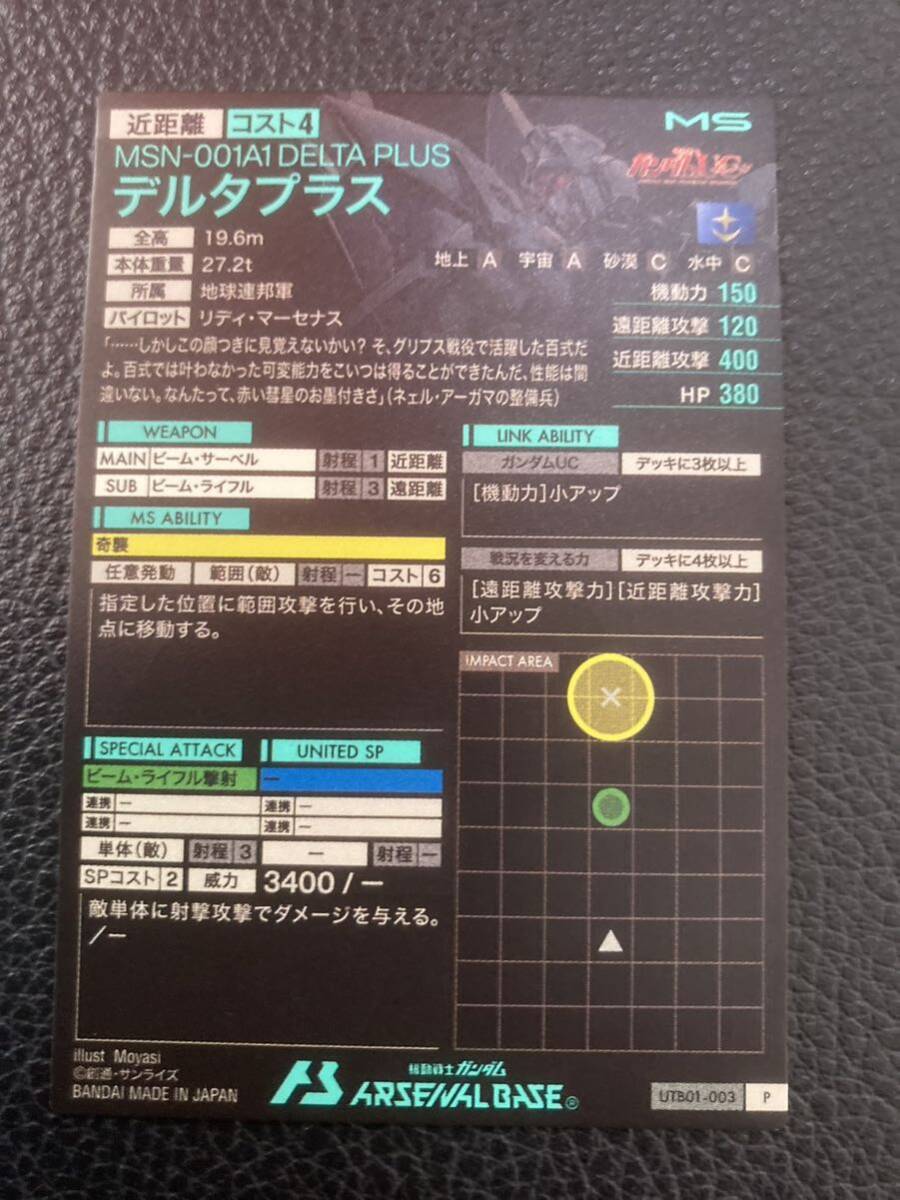 近距離 コスト4
MS
MSN-001A1 DELTA PLUS
デルタプラス
ガンダムUC
全高 19.6m
本体重量 27.2t
所属 地球連邦軍
パイロット リディ・マーセナス
地上 A 宇宙 A 砂漠 C 水中 C
機動力 150
遠距離攻撃 120
近距離攻撃 400
HP 380
「……しかしこの顔つきに見覚えないかい? そ、グリプス戦役で活躍した百式だ
よ。百式では叶わなかった可変能力をこいつは得ることができたんだ、性能は間
違いない。なんたって、赤い彗星のお墨付きさ」(ネェル・アーガマの整備兵)
WEAPON
MAIN ビーム・サーベル 射程 1 近距離
SUB ビーム・ライフル 射程 3 遠距離
MS ABILITY
奇襲
任意発動 範囲(敵) 射程 ー コスト 6
指定した位置に範囲攻撃を行い、その地
点に移動する。
LINK ABILITY
ガンダムUC デッキに3枚以上
[機動力]小アップ
戦況を変える力 デッキに4枚以上
[遠距離攻撃力][近距離攻撃力]
小アップ
IMPACT AREA
SPECIAL ATTACK UNITED SP
ビーム・ライフル撃射 ー
連携 ー 連携 ー
連携 ー 連携 ー
単体(敵) 射程 3 ー 射程 ー
SPコスト 2 威力 3400 / ー
敵単体に射撃攻撃でダメージを与える。
/ー
illust Moyasi
©創通・サンライズ
BANDAI MADE IN JAPAN
機動戦士ガンダム
ARSENAL BASE®
UTB01-003 P